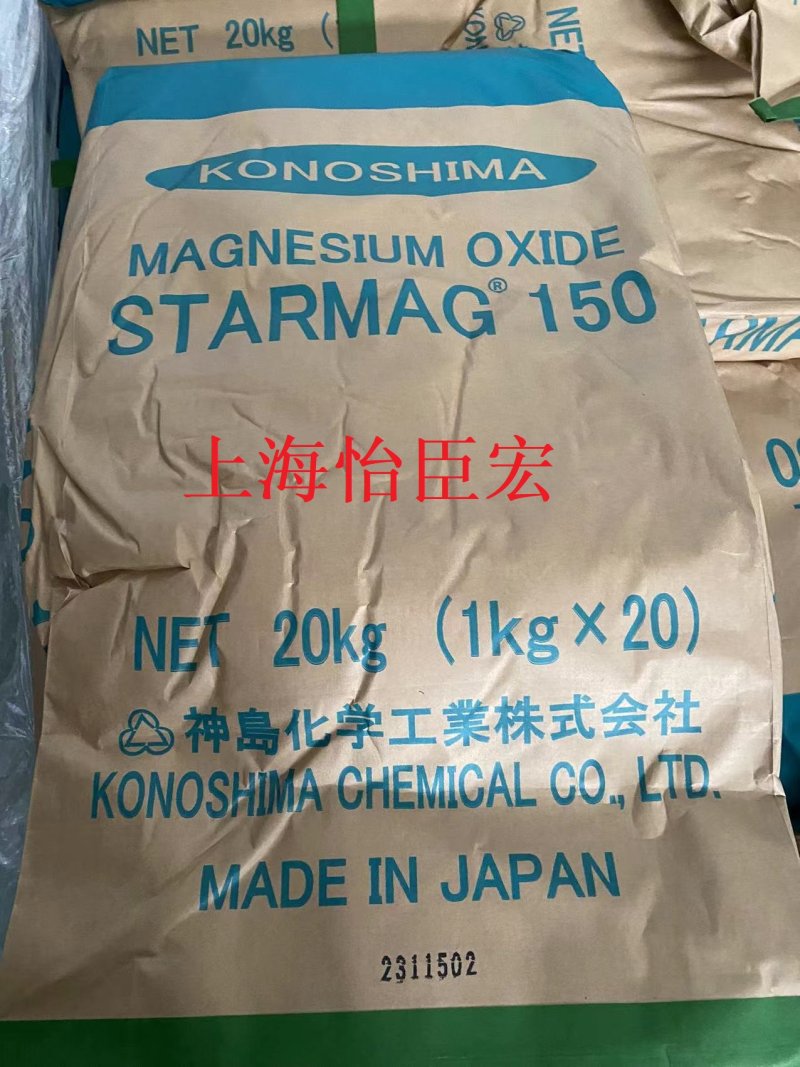 NET 20kg (
KONOSHIMA
MAGNESIUM OXIDE
STARMAG® 150
上海怡臣宏
NET 20kg (1kg×20)
神島化学工業株式会社
KONOSHIMA CHEMICAL CO., LTD.
MADE IN JAPAN
2311502